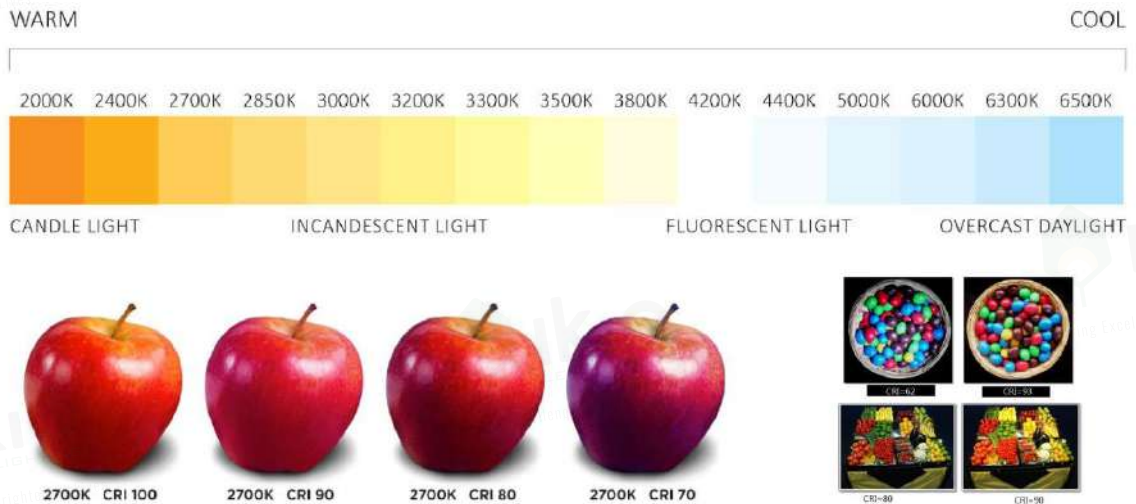 WARM COOL
2000K 2400K 2700K 2850K 3000K 3200K 3300K 3500K 3800K 4200K 4400K 5000K 6000K 6300K 6500K
CANDLE LIGHT INCANDESCENT LIGHT FLUORESCENT LIGHT OVERCAST DAYLIGHT
CRI=62 CRI=93
2700K CRI 100 2700K CRI 90 2700K CRI 80 2700K CRI 70
CRI=80 CRI=90